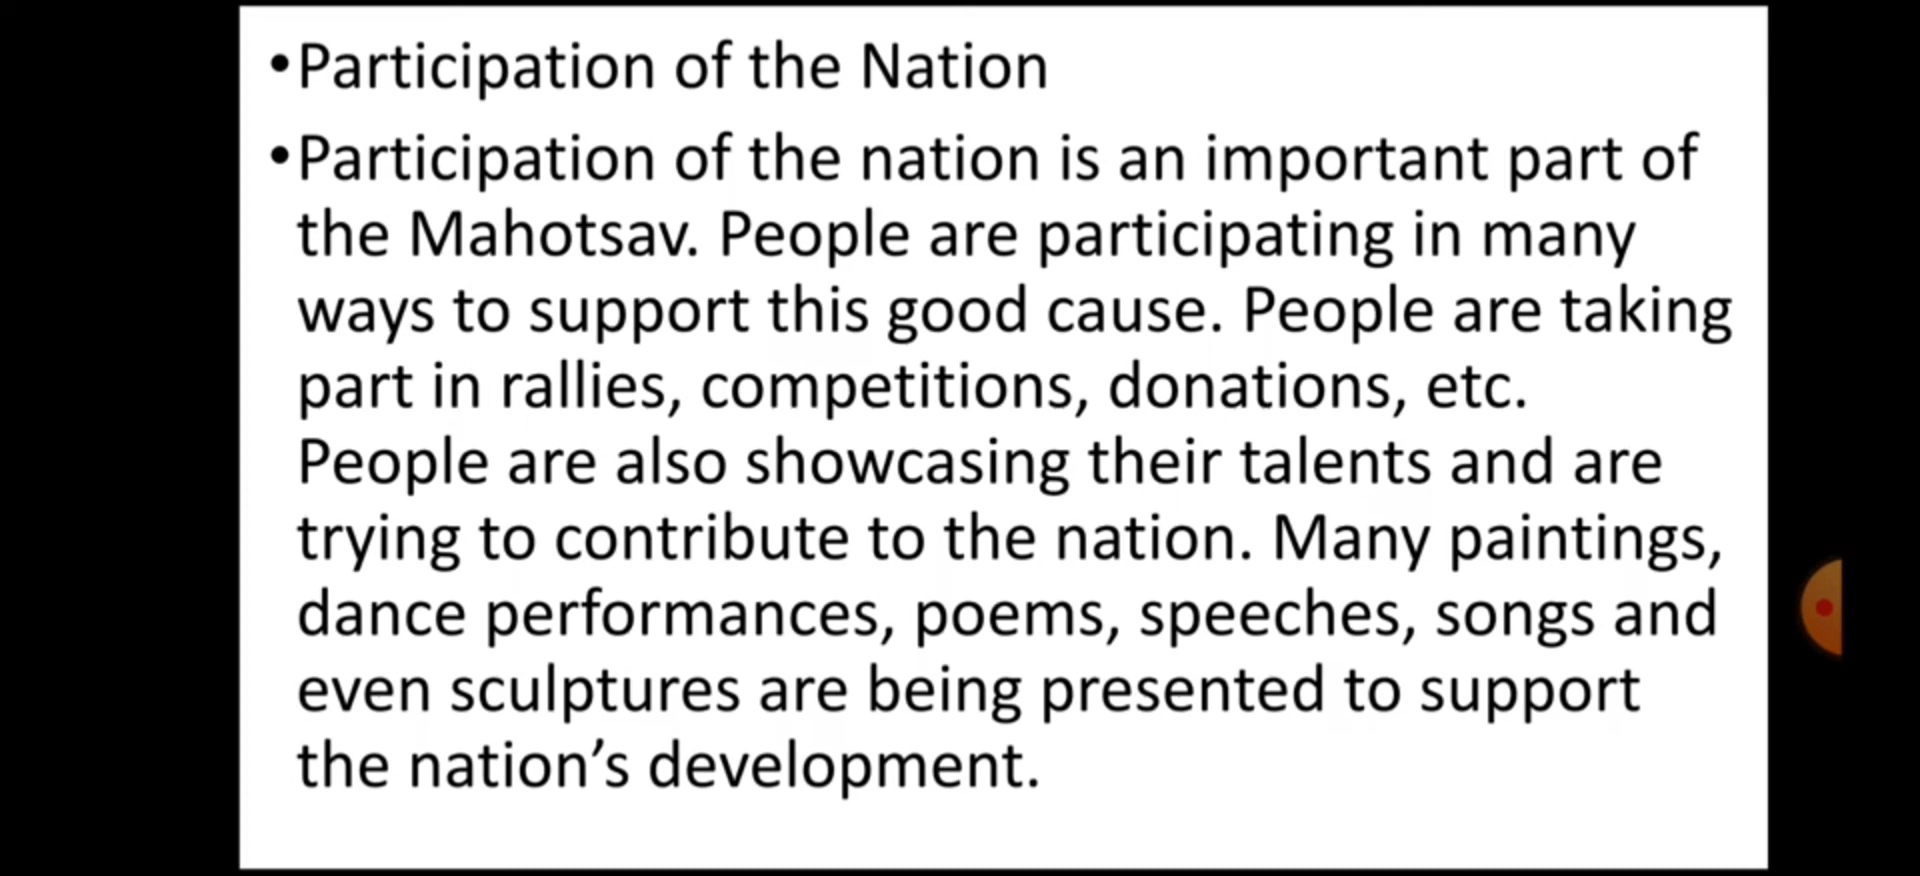 •Participation of the Nation
•Participation of the nation is an important part of
the Mahotsav. People are participating in many
ways to support this good cause. People are taking
part in rallies, competitions, donations, etc.
People are also showcasing their talents and are
trying to contribute to the nation. Many paintings,
dance performances, poems, speeches, songs and
even sculptures are being presented to support
the nation’s development.